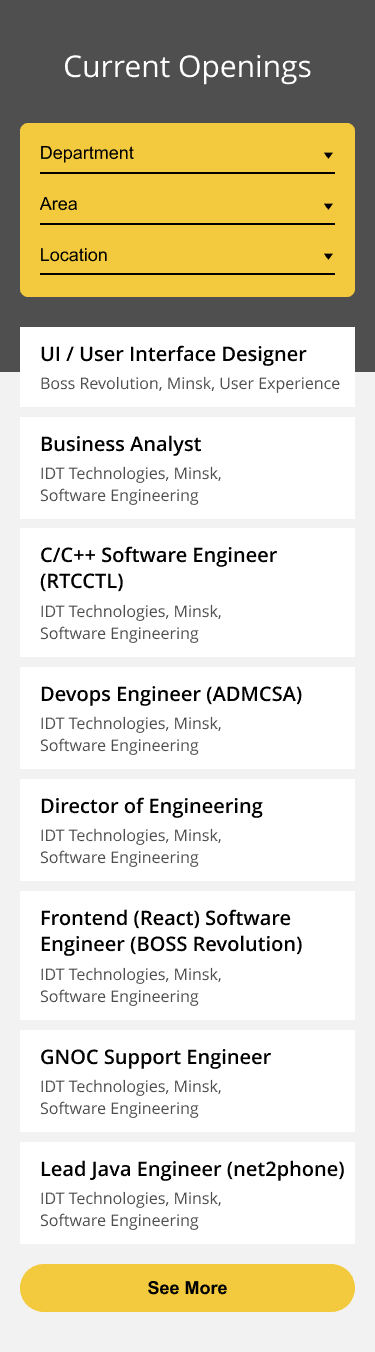 Current Openings
Department
Area
Location
UI / User Interface Designer
Boss Revolution, Minsk, User Experience
Business Analyst
IDT Technologies, Minsk,
Software Engineering
C/C++ Software Engineer
(RTCCTL)
IDT Technologies, Minsk,
Software Engineering
Devops Engineer (ADMCSA)
IDT Technologies, Minsk,
Software Engineering
Director of Engineering
IDT Technologies, Minsk,
Software Engineering
Frontend (React) Software
Engineer (BOSS Revolution)
IDT Technologies, Minsk,
Software Engineering
GNOC Support Engineer
IDT Technologies, Minsk,
Software Engineering
Lead Java Engineer (net2phone)
IDT Technologies, Minsk,
Software Engineering
See More